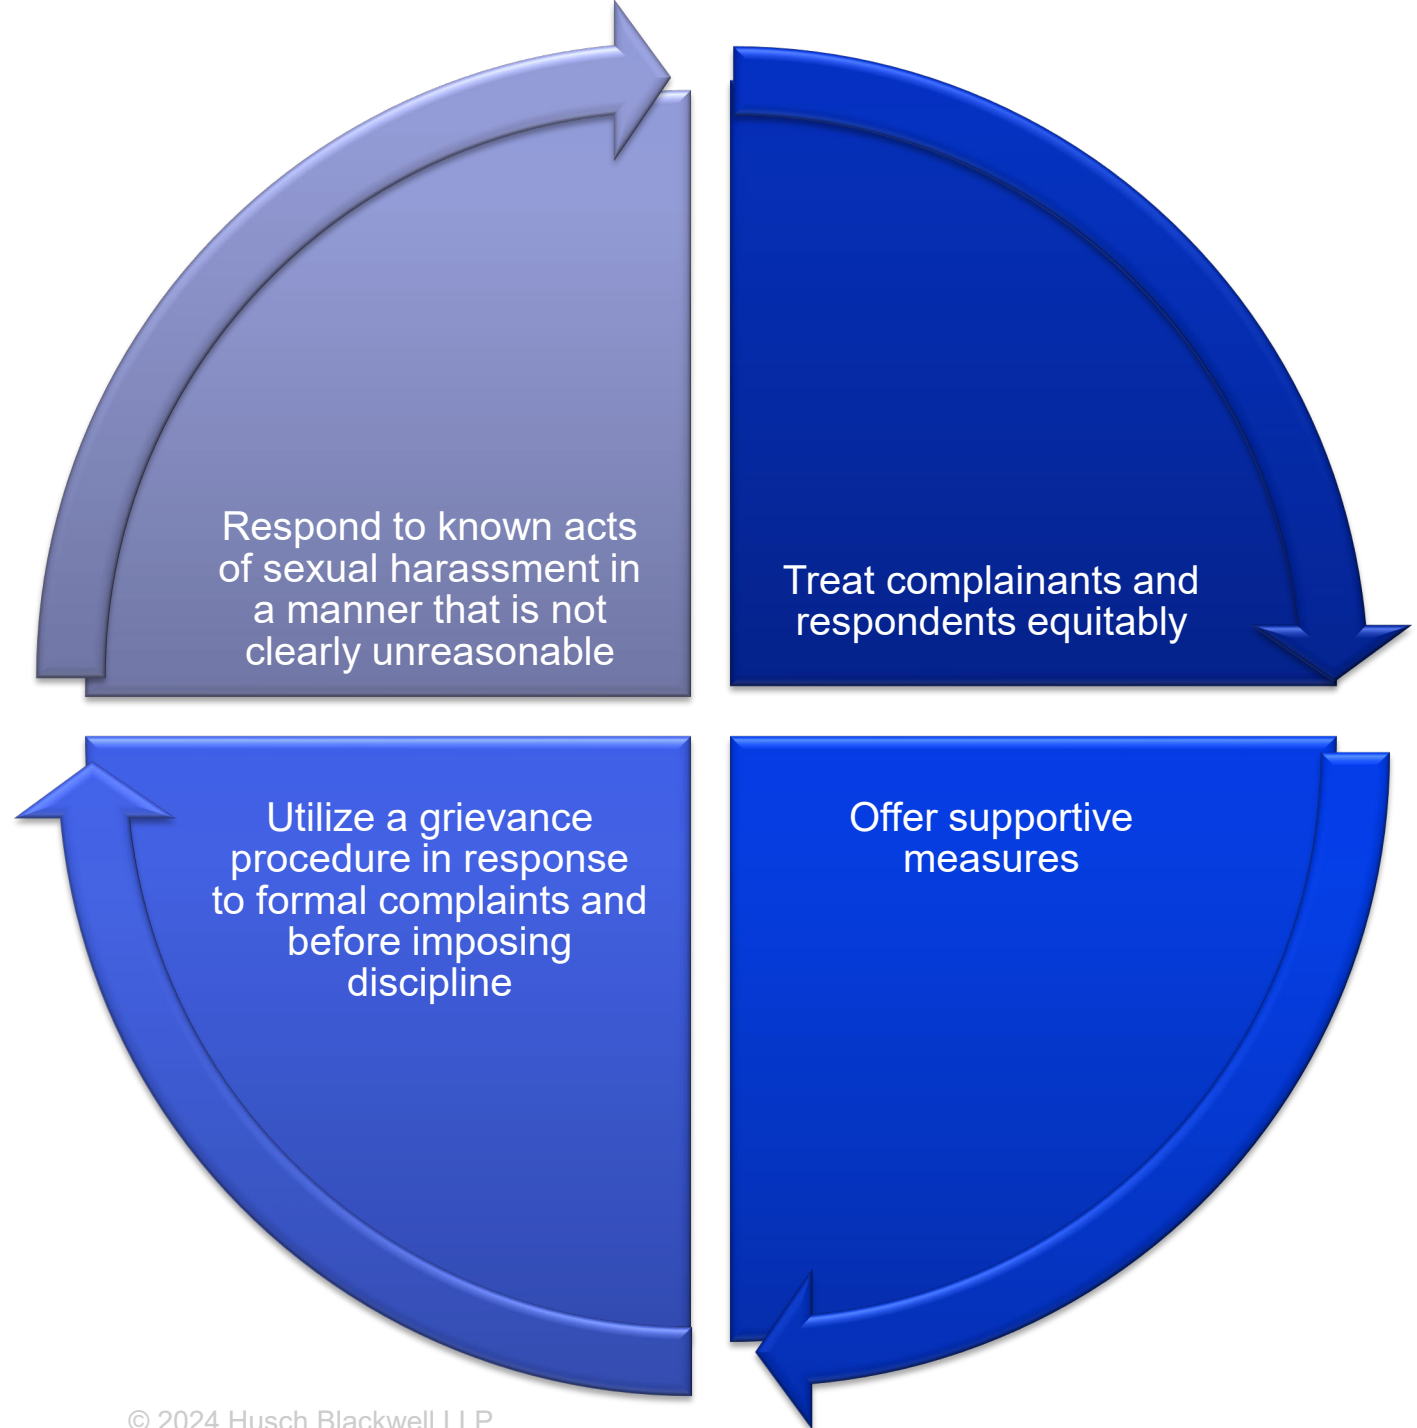 Respond to known acts
of sexual harassment in
a manner that is not
clearly unreasonable
Treat complainants and
respondents equitably
Utilize a grievance
procedure in response
to formal complaints and
before imposing
discipline
Offer supportive
measures
© 2024 Husch Blackwell LLP